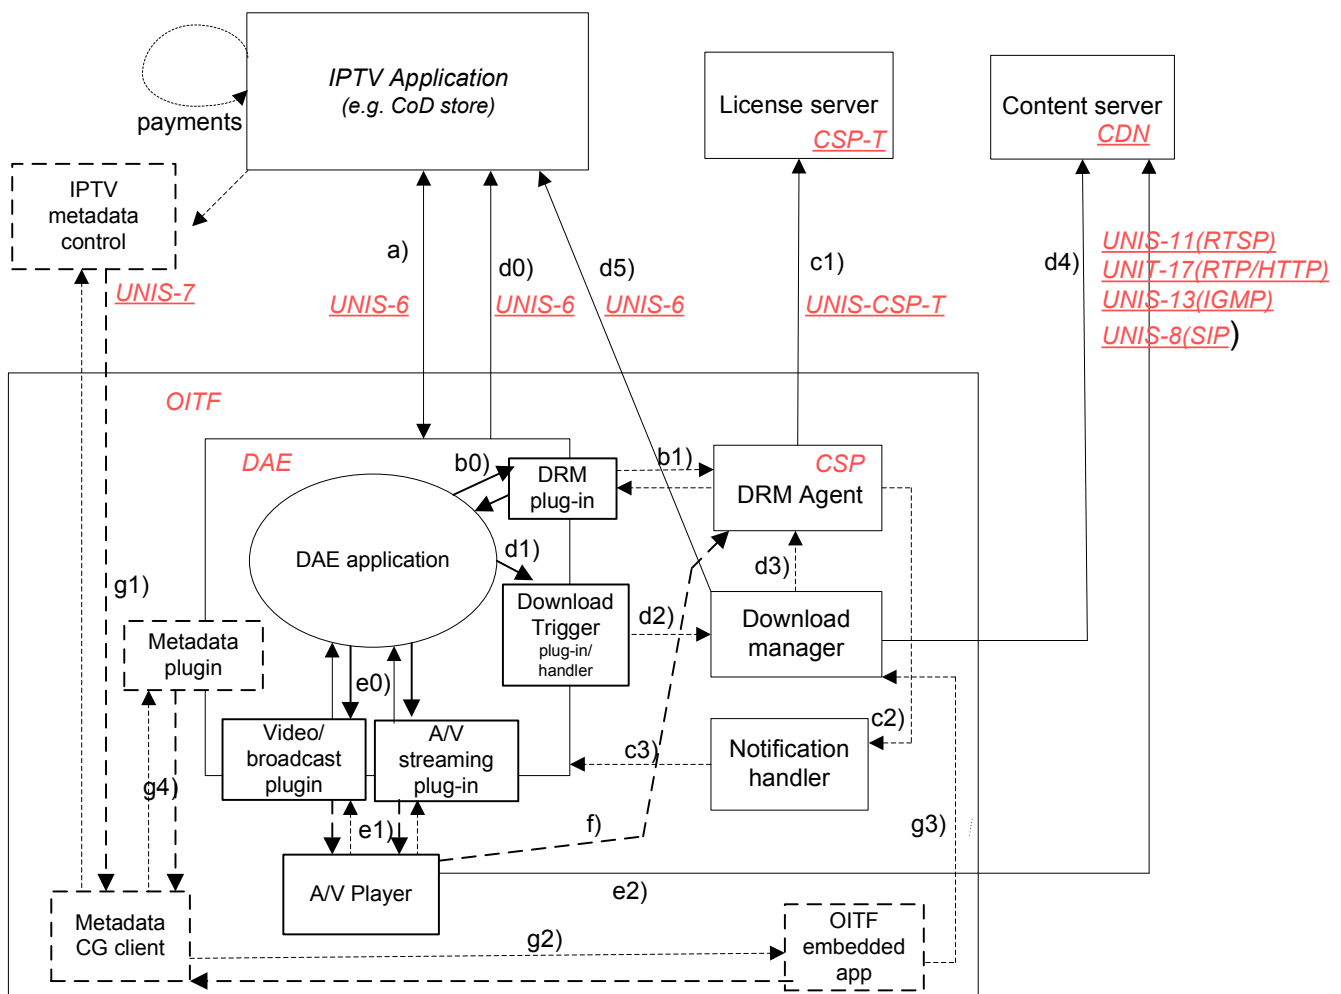 IPTV Application
(e.g. CoD store)
payments
License server
CSP-T
Content server
CDN
IPTV
metadata
control
UNIS-7
a)
UNIS-6
d0)
UNIS-6
d5)
UNIS-6
c1)
UNIS-CSP-T
d4)
UNIS-11(RTSP)
UNIT-17(RTP/HTTP)
UNIS-13(IGMP)
UNIS-8(SIP)
OITF
DAE
b0)
DRM
plug-in
b1)
CSP
DRM Agent
DAE application
d1)
d3)
g1)
Download
Trigger
plug-in/
handler
d2)
Download
manager
Metadata
plugin
e0)
Video/
broadcast
plugin
A/V
streaming
plug-in
c3)
c2)
Notification
handler
g4)
e1)
f)
g3)
A/V Player
e2)
Metadata
CG client
g2)
OITF
embedded
app